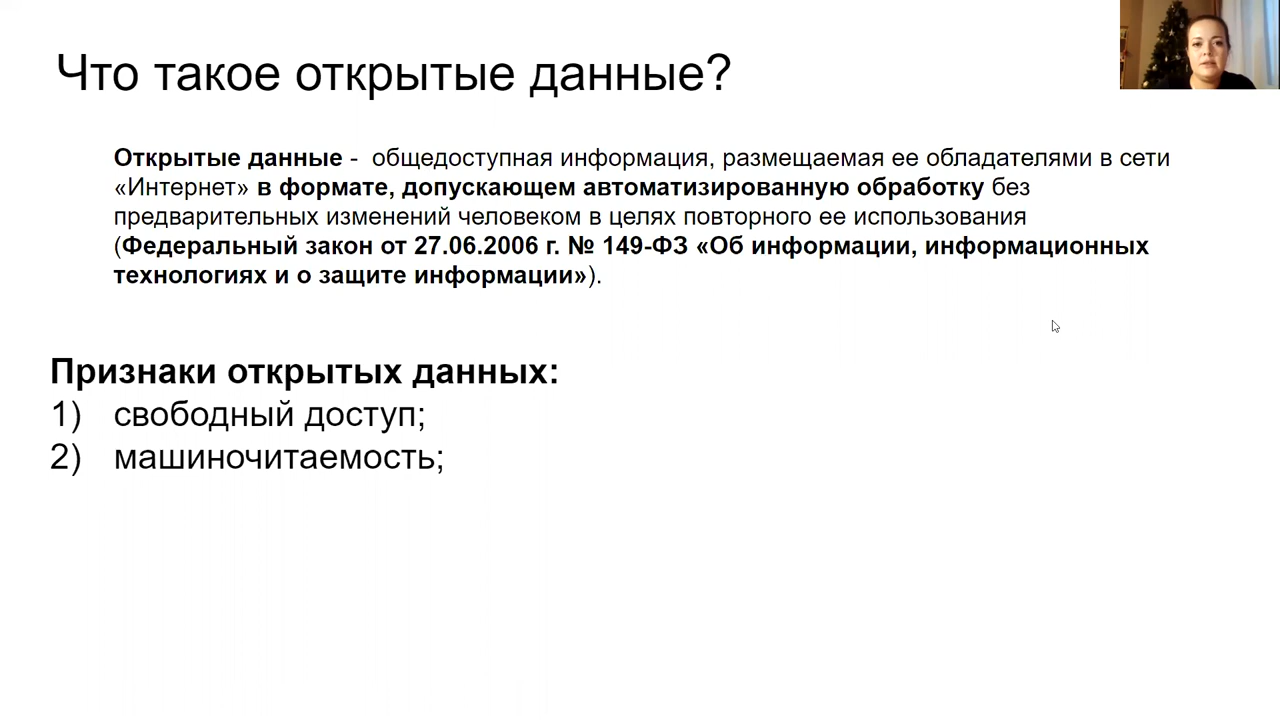 Что такое открытые данные?
Открытые данные - общедоступная информация, размещаемая ее обладателями в сети
«Интернет» в формате, допускающем автоматизированную обработку без
предварительных изменений человеком в целях повторного ее использования
(Федеральный закон от 27.06.2006 г. № 149-ФЗ «Об информации, информационных
технологиях и о защите информации»).
Признаки открытых данных:
1) свободный доступ;
2) машиночитаемость;